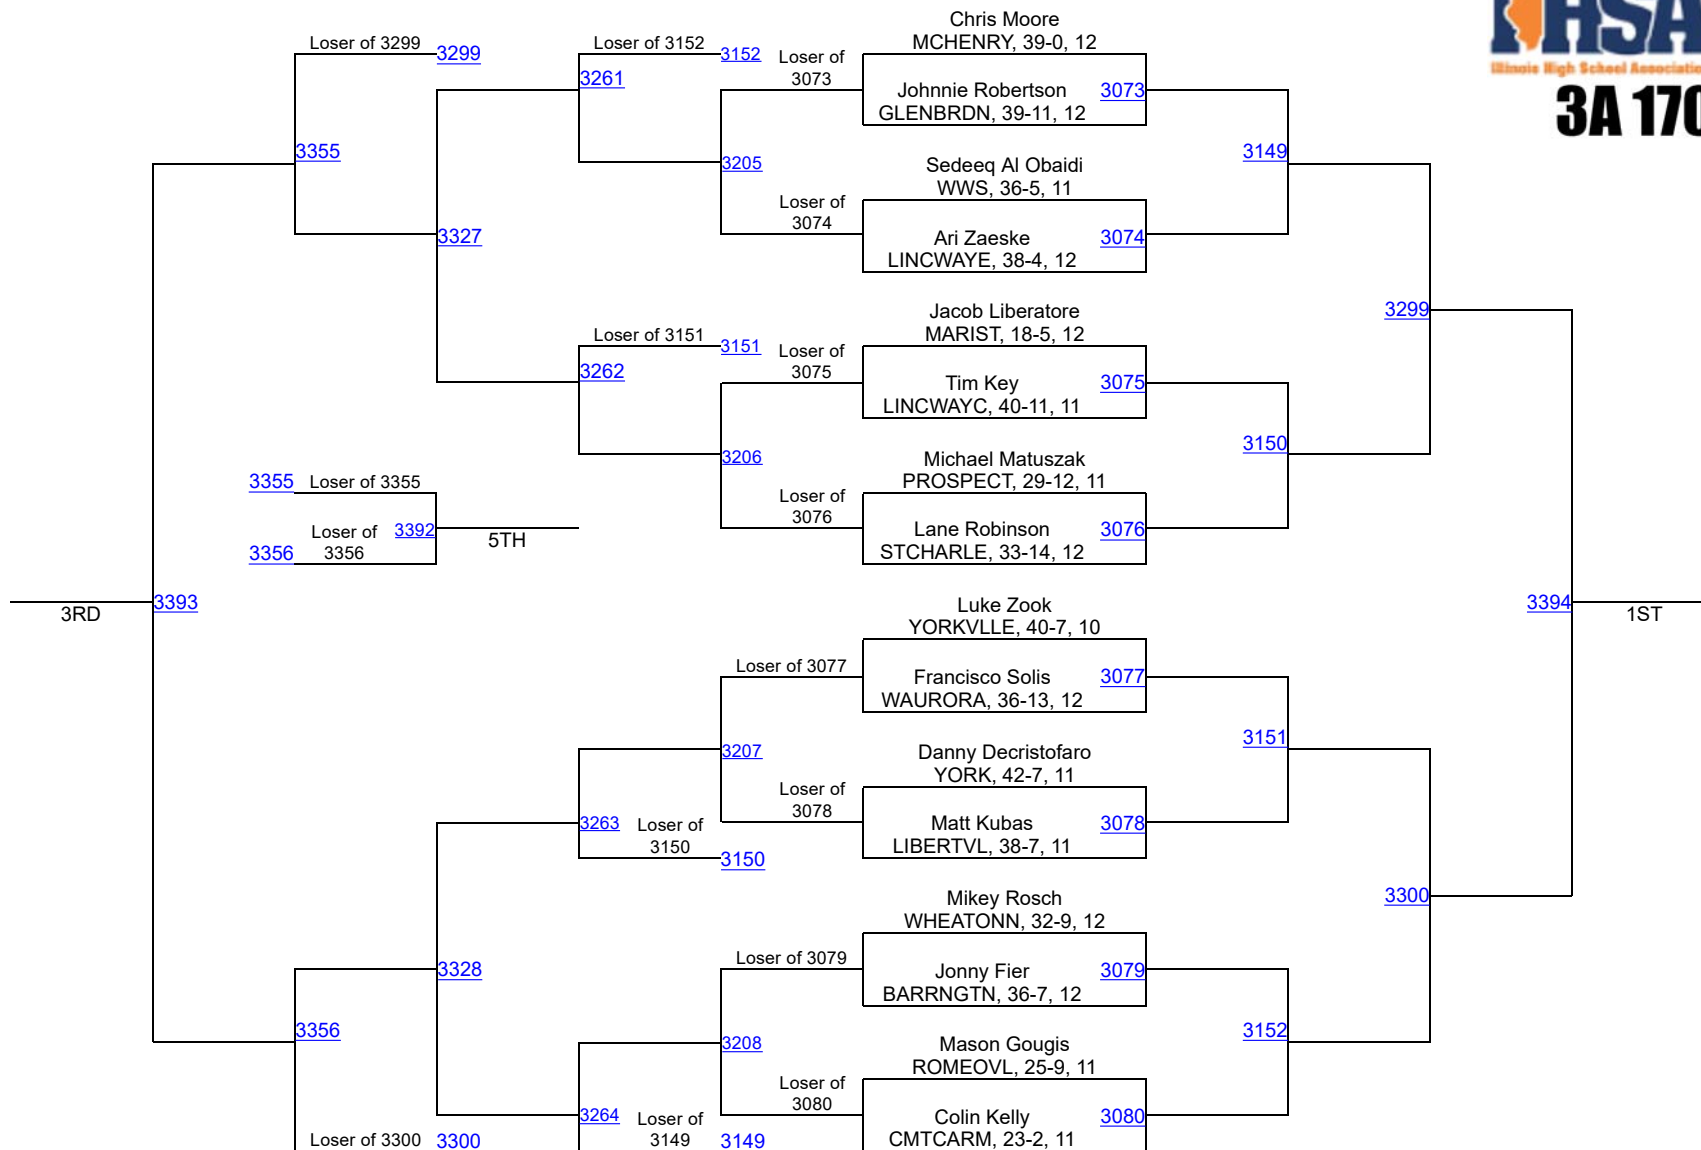 HSA
Illinois High School Associatio
3A 170
Chris Moore
MCHENRY, 39-0, 12
Loser of 3299
3299
Loser of 3152
3152
Loser of
3073
3261
Johnnie Robertson
GLENBRDN, 39-11, 12
3073
3355
3205
3149
Sedeeq Al Obaidi
WWS, 36-5, 11
Loser of
3074
3327
Ari Zaeske
LINCWAYE, 38-4, 12
3074
Jacob Liberatore
MARIST, 18-5, 12
3299
Loser of 3151
3151
Loser of
3075
3262
Tim Key
LINCWAYC, 40-11, 11
3075
3206
3150
Michael Matuszak
PROSPECT, 29-12, 11
3355
Loser of 3355
Loser of
3076
Loser of
3356
3392
5TH
3356
Lane Robinson
STCHARLE, 33-14, 12
3076
3RD
3393
Luke Zook
YORKVLLE, 40-7, 10
3394
1ST
Loser of 3077
Francisco Solis
WAURORA, 36-13, 12
3077
3207
3151
Danny Decristofaro
YORK, 42-7, 11
Loser of
3078
3263
Loser of
3150
3150
Matt Kubas
LIBERTVL, 38-7, 11
3078
Mikey Rosch
WHEATONN, 32-9, 12
3300
Loser of 3079
3328
Jonny Fier
BARRNGTN, 36-7, 12
3079
3356
3208
3152
Mason Gougis
ROMEOVL, 25-9, 11
Loser of
3080
3264
Loser of
3149
3149
Colin Kelly
CMTCARM, 23-2, 11
3080
Loser of 3300
3300